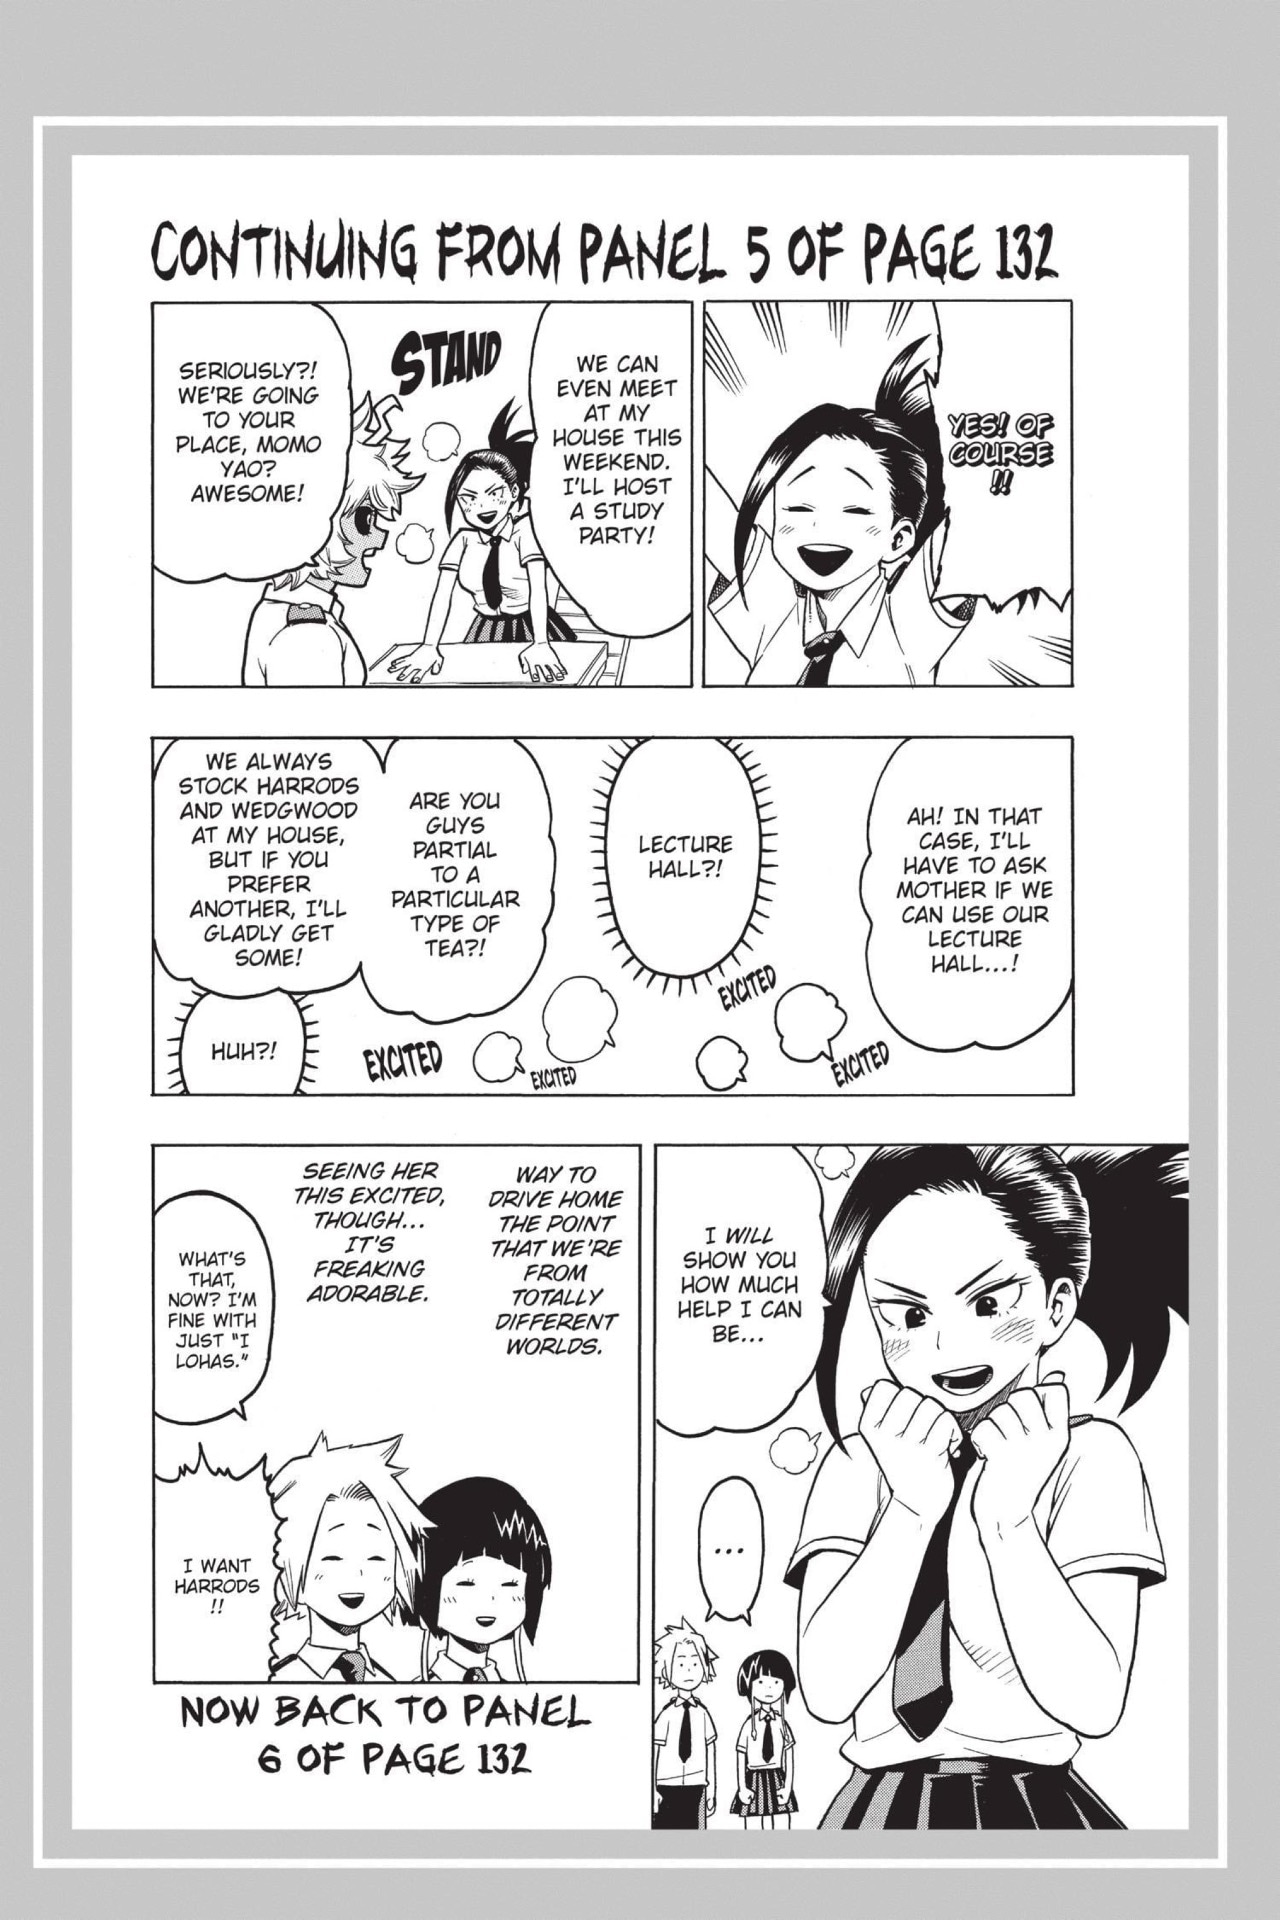 CONTINUING FROM PANEL 5 OF PAGE 132
YES! OF
COURSE
!!
WE CAN
EVEN MEET
AT MY
HOUSE THIS
WEEKEND.
I'LL HOST
A STUDY
PARTY!
STAND
SERIOUSLY?!
WE'RE GOING
TO YOUR
PLACE, MOMO
YAO?
AWESOME!
AH! IN THAT
CASE, I'LL
HAVE TO ASK
MOTHER IF WE
CAN USE OUR
LECTURE
HALL...!
EXCITED
EXCITED
LECTURE
HALL?!
ARE YOU
GUYS
PARTIAL
TO A
PARTICULAR
TYPE OF
TEA?!
EXCITED
EXCITED
WE ALWAYS
STOCK HARRODS
AND WEDGWOOD
AT MY HOUSE,
BUT IF YOU
PREFER
ANOTHER, I'LL
GLADLY GET
SOME!
HUH?!
I WILL
SHOW YOU
HOW MUCH
HELP I CAN
BE...
...
WAY TO
DRIVE HOME
THE POINT
THAT WE'RE
FROM
TOTALLY
DIFFERENT
WORLDS.
SEEING HER
THIS EXCITED,
THOUGH...
IT'S
FREAKING
ADORABLE.
WHAT'S
THAT,
NOW? I'M
FINE WITH
JUST "I
LOHAS."
I WANT
HARRODS
!!
NOW BACK TO PANEL
6 OF PAGE 132